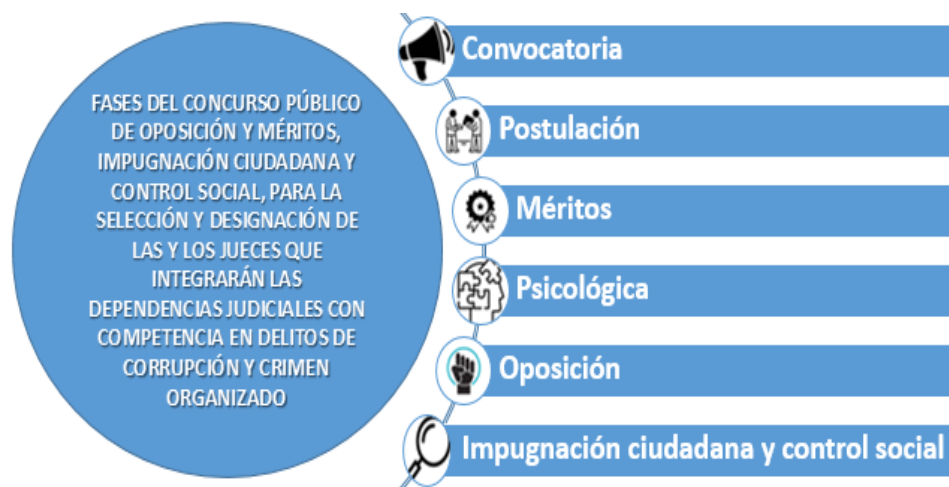 FASES DEL CONCURSO PÚBLICO
DE OPOSICIÓN Y MÉRITOS,
IMPUGNACIÓN CIUDADANA Y
CONTROL SOCIAL, PARA LA
SELECCIÓN Y DESIGNACIÓN DE
LAS Y LOS JUECES QUE
INTEGRARÁN LAS
DEPENDENCIAS JUDICIALES CON
COMPETENCIA EN DELITOS DE
CORRUPCIÓN Y CRIMEN
ORGANIZADO
Convocatoria
Postulación
Méritos
Psicológica
Oposición
Impugnación ciudadana y control social